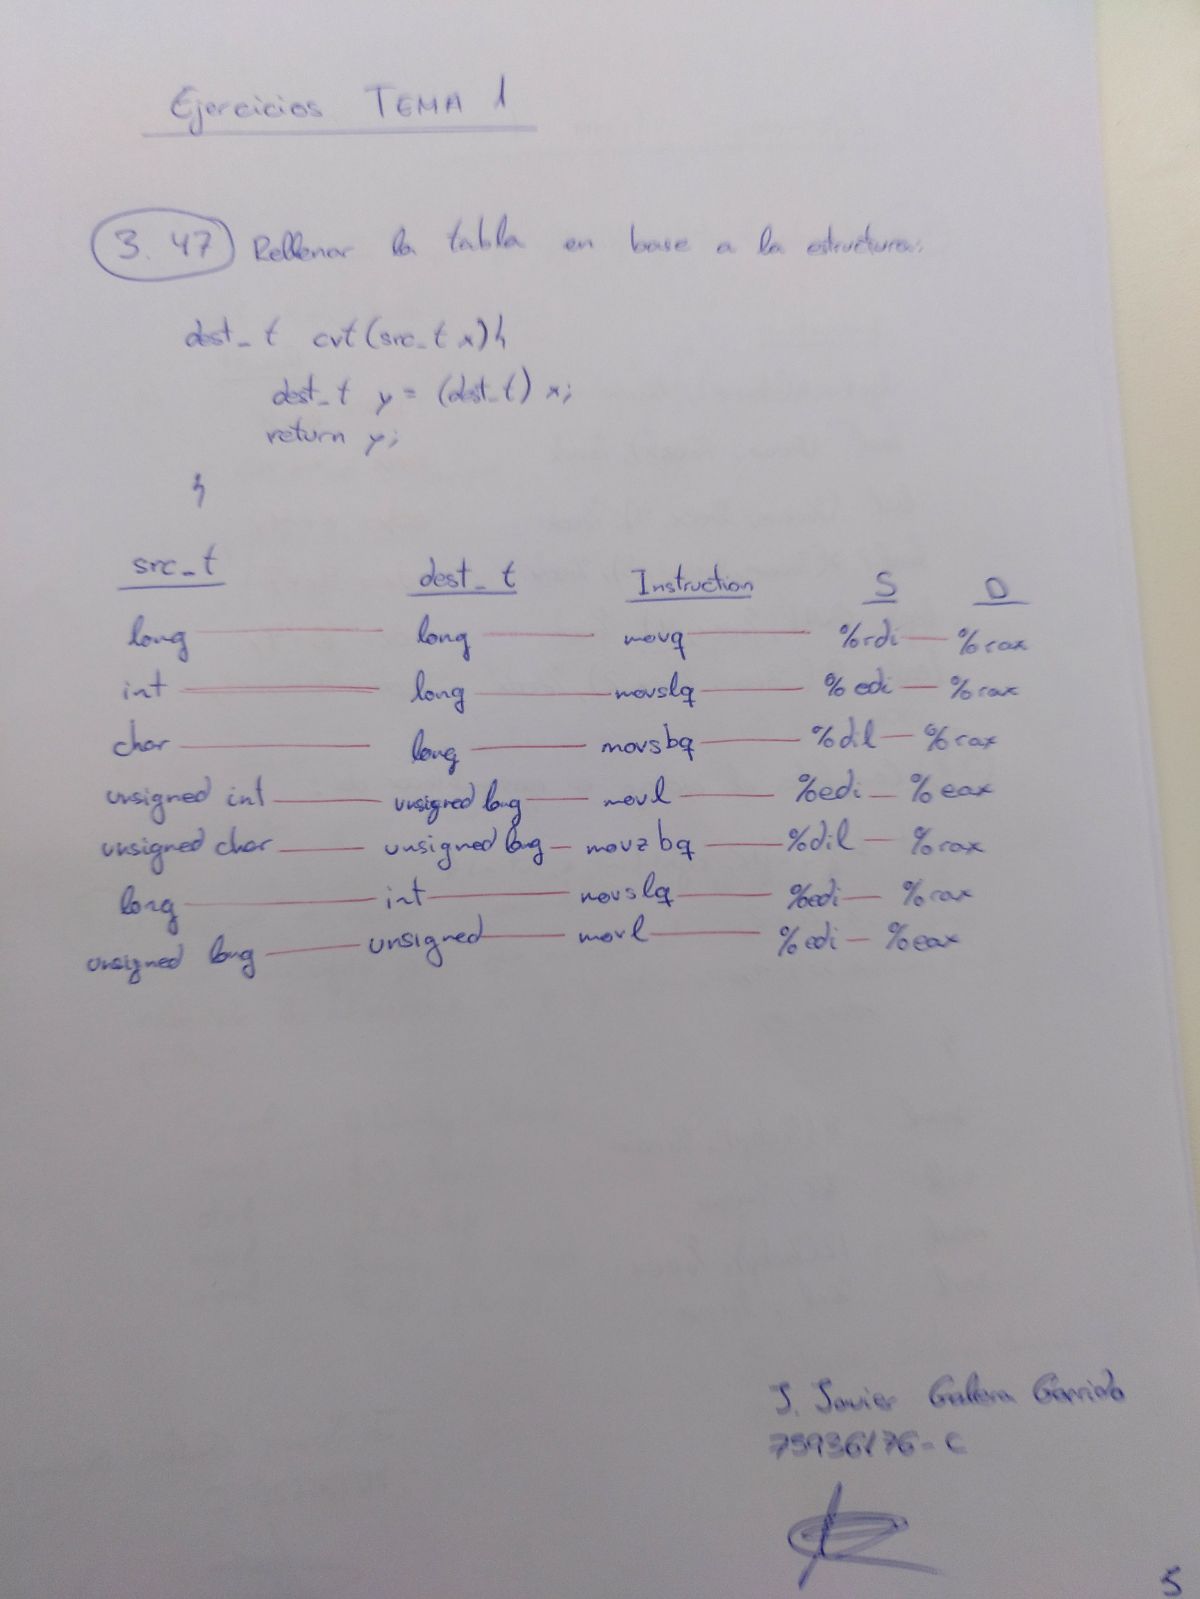 Ejercicios TEMA 1
3.47 Rellenar la tabla en base a la estructura:
dest_t cvt(src_t x){
dest_t y = (dest_t) x;
return y;
}
src_t dest_t Instruction S D
long long movq %rdi %rax
int long movslq %edi %rax
char long movsbq %dil %rax
unsigned int unsigned long movl %edi %eax
unsigned char unsigned long movzbq %dil %rax
long int movslq %edi %rax
unsigned long unsigned movl %edi %eax
J. Javier Galera Garrido
75936176-C
5